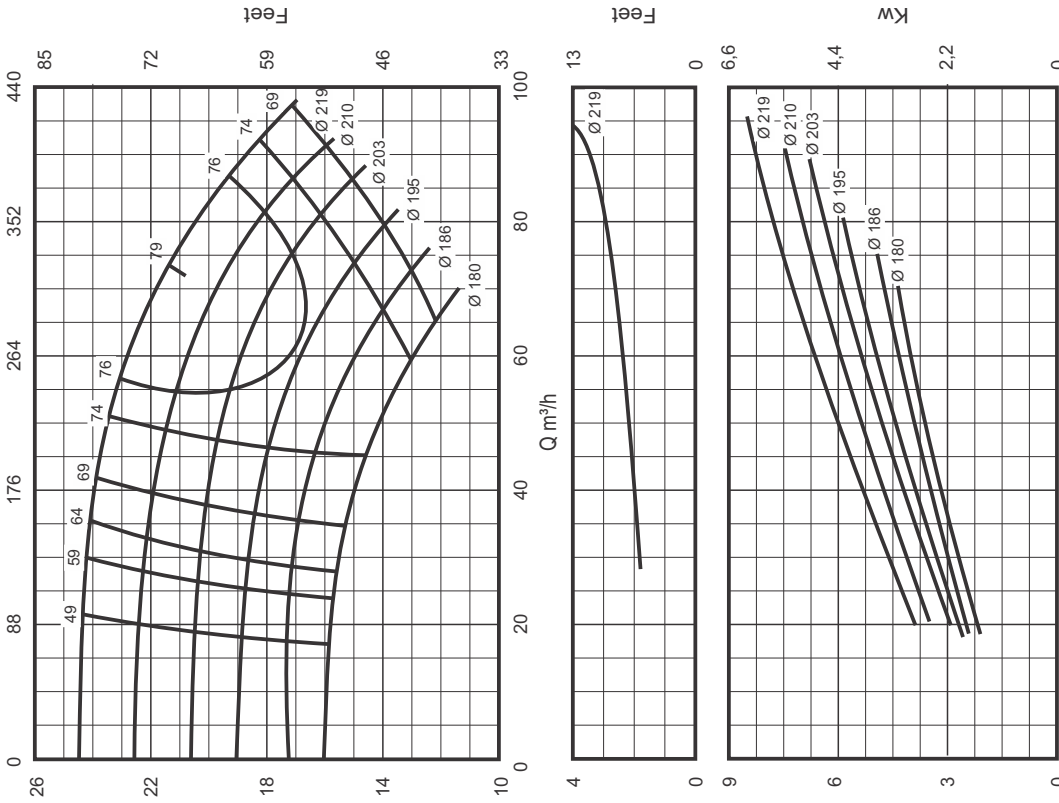 0
88
176
264
352
440
26
22
18
14
10
85
72
59
46
33
Feet
49
59
64
69
74
76
79
76
74
69
Ø 219
Ø 210
Ø 203
Ø 195
Ø 186
Ø 180
0
20
40
60
80
100
Q m³/h
4
0
13
0
Feet
Ø 219
9
6
3
0
6,6
4,4
2,2
0
Kw
Ø 219
Ø 210
Ø 203
Ø 195
Ø 186
Ø 180